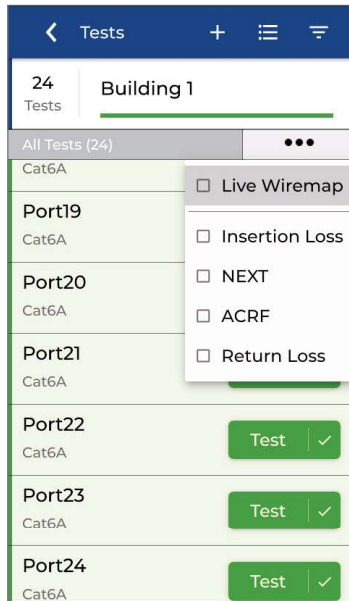 Tests
24
Tests
Building 1
All Tests (24)
Cat6A
Live Wiremap
Port19
Cat6A
Insertion Loss
Port20
Cat6A
NEXT
ACRF
Port21
Cat6A
Return Loss
Port22
Cat6A
Test
Port23
Cat6A
Test
Port24
Cat6A
Test